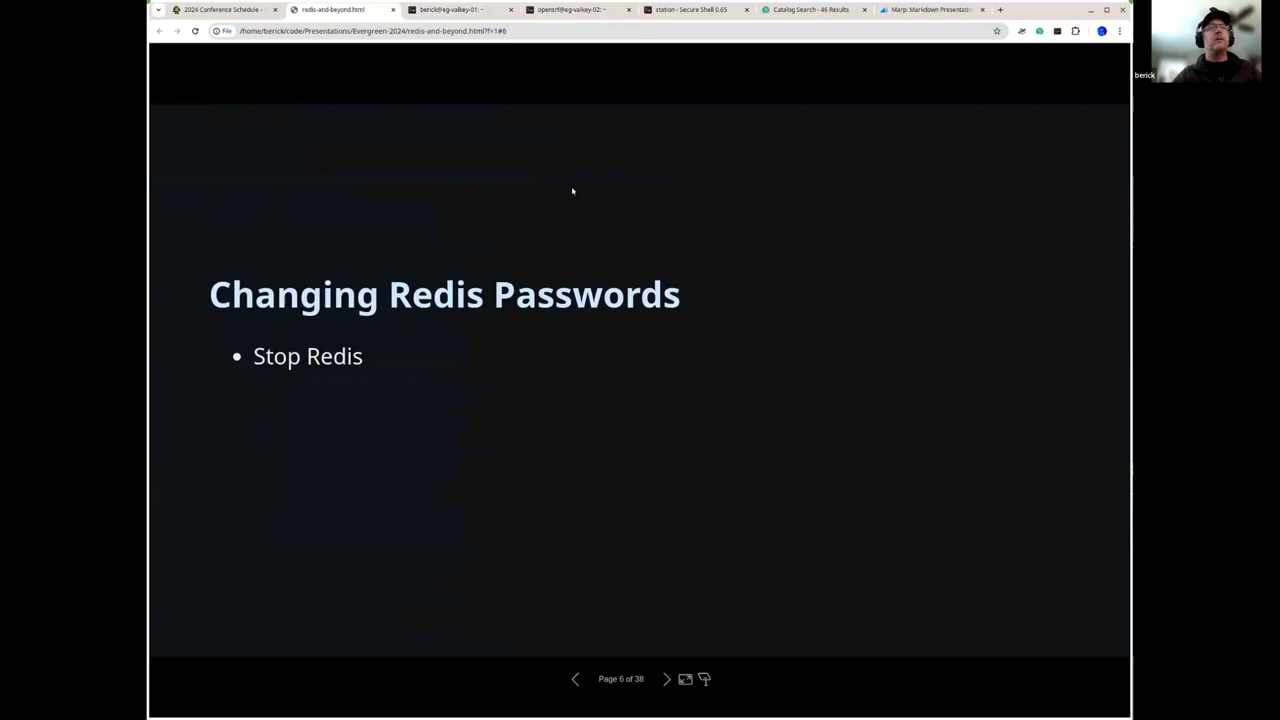 2024 Conference Schedule -
redis-and-beyond.html
berick@eg-valkey-01: ~
opensrf@eg-valkey-02: ~
station - Secure Shell 0.65
Catalog Search - 46 Results
Marp: Markdown Presentatio
File
/home/berick/code/Presentations/Evergreen-2024/redis-and-beyond.html?f=1#6
berick
Changing Redis Passwords
• Stop Redis
Page 6 of 38